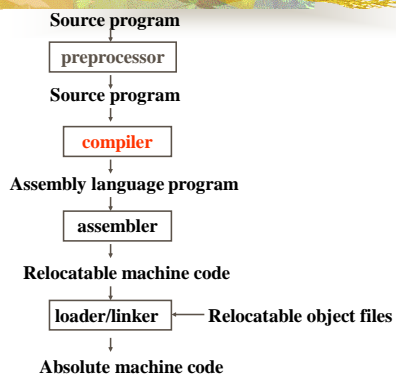 Source program
preprocessor
Source program
compiler
Assembly language program
assembler
Relocatable machine code
loader/linker
Relocatable object files
Absolute machine code